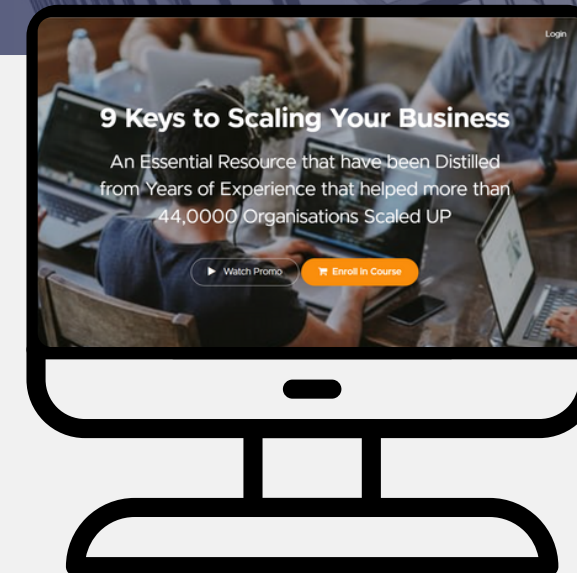 Login
9 Keys to Scaling Your Business
An Essential Resource that have been Distilled
from Years of Experience that helped more than
44,0000 Organisations Scaled UP
Watch Promo
Enroll in Course